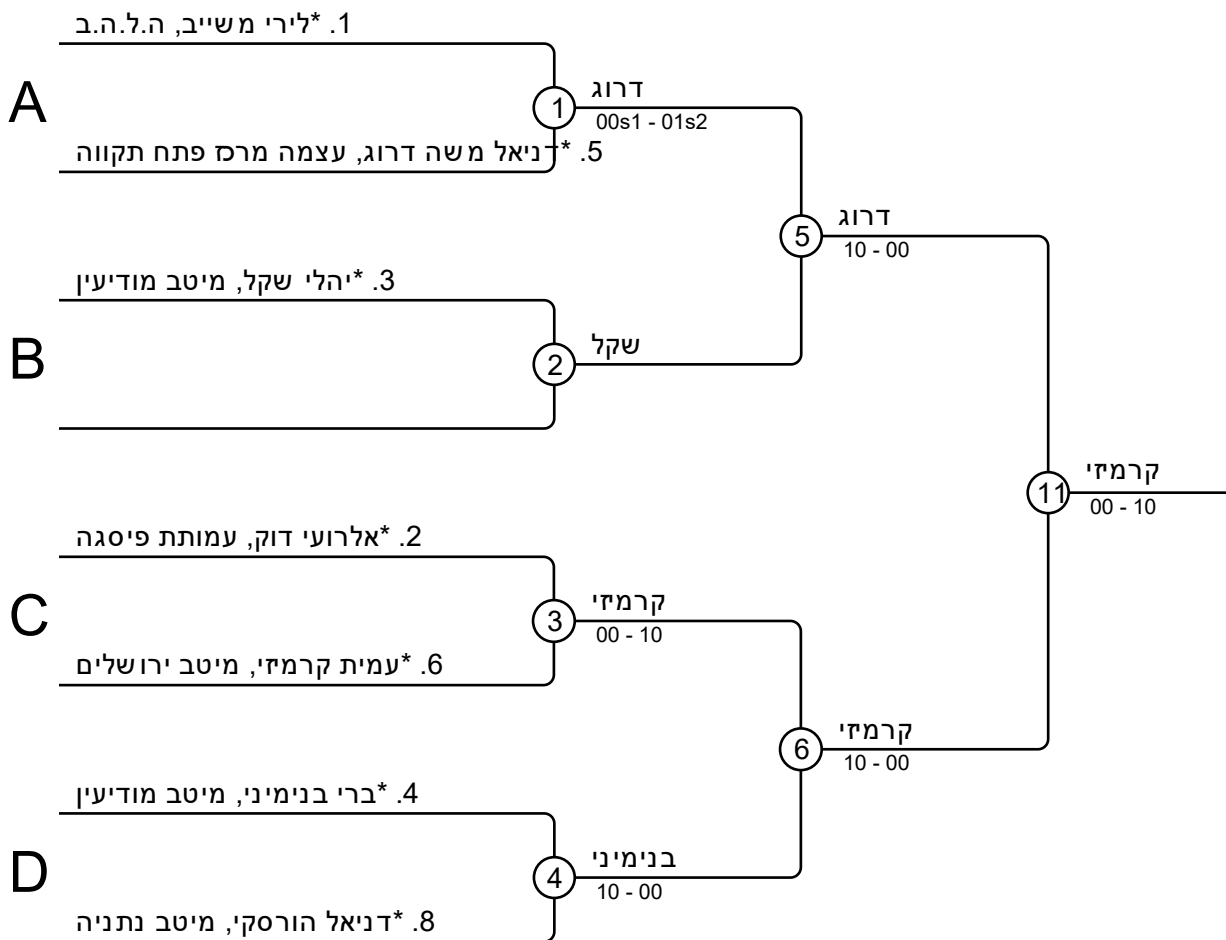 1. *לירי משייב, ה.ל.ה.ב
A
1
דרוג
00s1 - 01s2
5. *דניאל משה דרוג, עצמה מרכז פתח תקווה
5
דרוג
10 - 00
3. *יהלי שקל, מיטב מודיעין
B
2
שקל
11
קרמיזי
00 - 10
2. *אלרועי דוק, עמותת פיסגה
C
3
קרמיזי
00 - 10
6. *עמית קרמיזי, מיטב ירושלים
6
קרמיזי
10 - 00
4. *ברי בנימיני, מיטב מודיעין
D
4
בנימיני
10 - 00
8. *דניאל הורסקי, מיטב נתניה